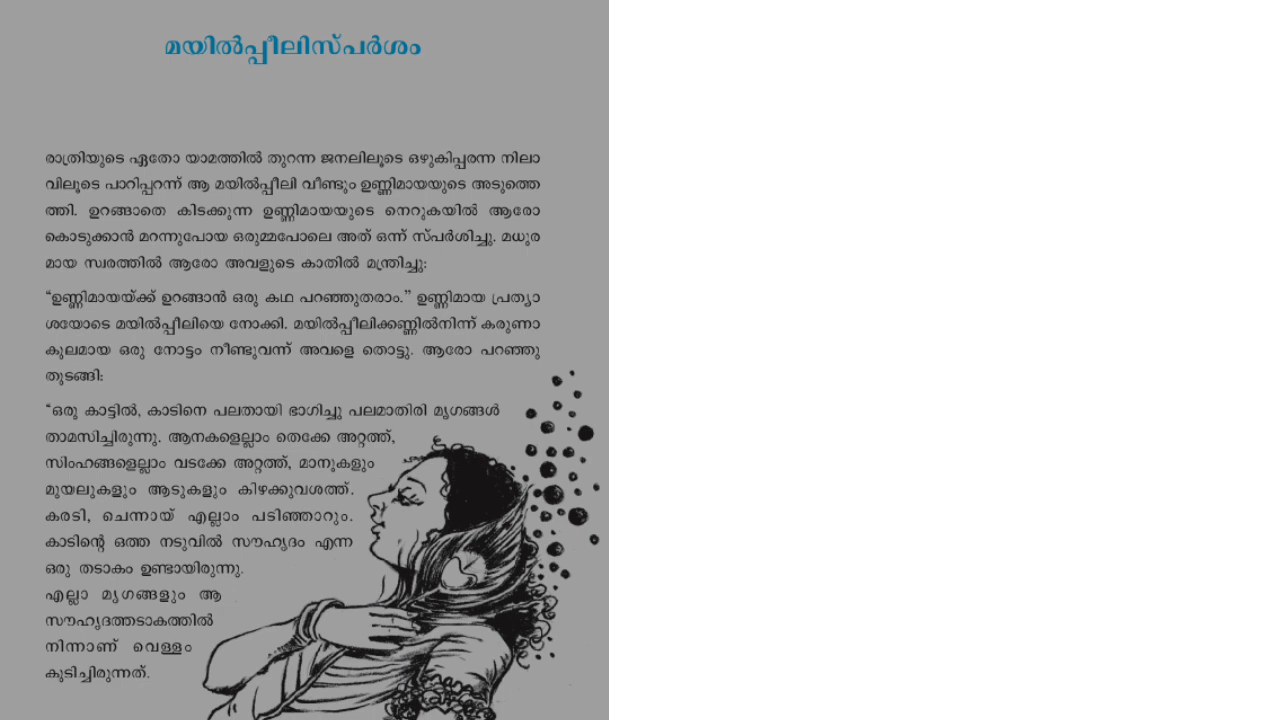 മയിൽപ്പീലിസ്പർശം
രാത്രിയുടെ ഏതോ യാമത്തിൽ തുറന്ന ജനലിലൂടെ ഒഴുകിപ്പരന്ന നിലാ
വിലൂടെ പാറിപ്പറന്ന് ആ മയിൽപ്പീലി വീണ്ടും ഉണ്ണിമായയുടെ അടുത്തെ
ത്തി. ഉറങ്ങാതെ കിടക്കുന്ന ഉണ്ണിമായയുടെ നെറുകയിൽ ആരോ
കൊടുക്കാൻ മറന്നുപോയ ഒരുമ്മപോലെ അത് ഒന്ന് സ്പർശിച്ചു. മധുര
മായ സ്വരത്തിൽ ആരോ അവളുടെ കാതിൽ മന്ത്രിച്ചു:
“ഉണ്ണിമായയ്ക്ക് ഉറങ്ങാൻ ഒരു കഥ പറഞ്ഞുതരാം.” ഉണ്ണിമായ പ്രത്യാ
ശയോടെ മയിൽപ്പീലിയെ നോക്കി. മയിൽപ്പീലിക്കണ്ണിൽനിന്ന് കരുണാ
കുലമായ ഒരു നോട്ടം നീണ്ടുവന്ന് അവളെ തൊട്ടു. ആരോ പറഞ്ഞു
തുടങ്ങി:
“ഒരു കാട്ടിൽ, കാടിനെ പലതായി ഭാഗിച്ചു പലമാതിരി മൃഗങ്ങൾ
താമസിച്ചിരുന്നു. ആനകളെല്ലാം തെക്കേ അറ്റത്ത്,
സിംഹങ്ങളെല്ലാം വടക്കേ അറ്റത്ത്, മാനുകളും
മുയലുകളും ആടുകളും കിഴക്കുവശത്ത്.
കരടി, ചെന്നായ് എല്ലാം പടിഞ്ഞാറും.
കാടിന്റെ ഒത്ത നടുവിൽ സൗഹൃദം എന്ന
ഒരു തടാകം ഉണ്ടായിരുന്നു.
എല്ലാ മൃഗങ്ങളും ആ
സൗഹൃദത്തടാകത്തിൽ
നിന്നാണ് വെള്ളം
കുടിച്ചിരുന്നത്.